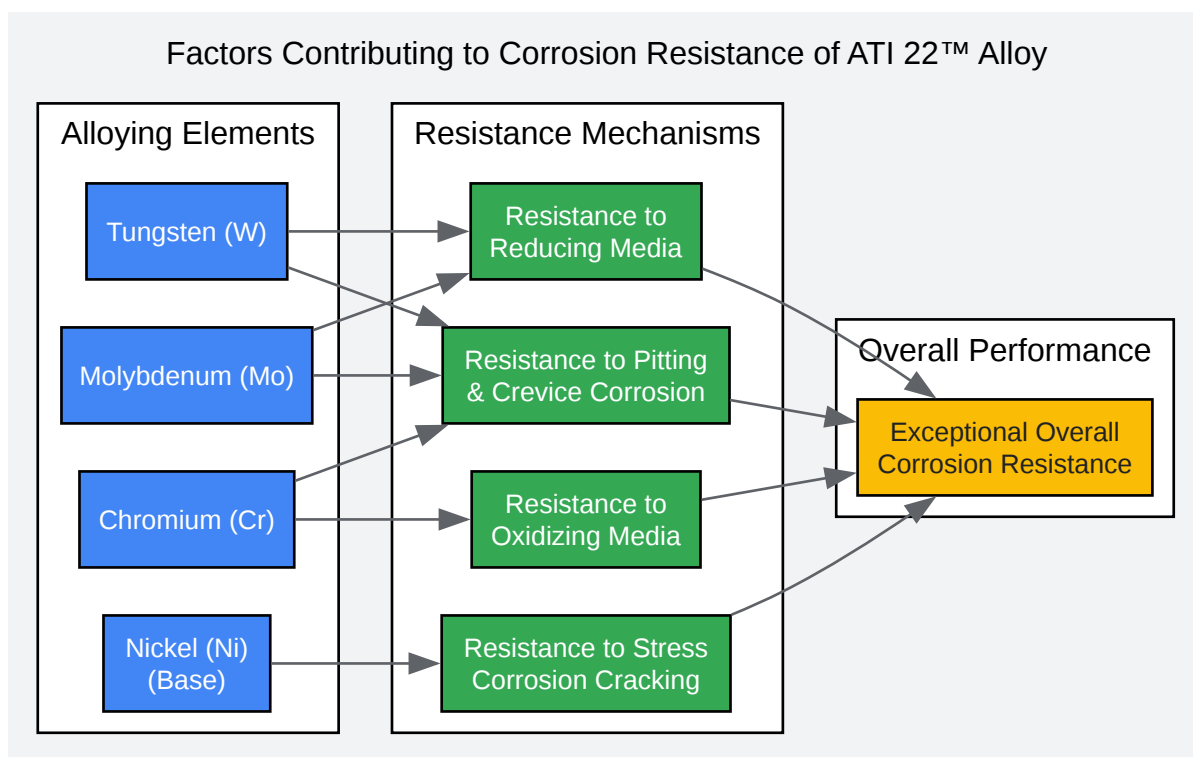 Factors Contributing to Corrosion Resistance of ATI 22™ Alloy
Alloying Elements
Tungsten (W)
Molybdenum (Mo)
Chromium (Cr)
Nickel (Ni)
(Base)
Resistance Mechanisms
Resistance to
Reducing Media
Resistance to Pitting
& Crevice Corrosion
Resistance to
Oxidizing Media
Resistance to Stress
Corrosion Cracking
Overall Performance
Exceptional Overall
Corrosion Resistance